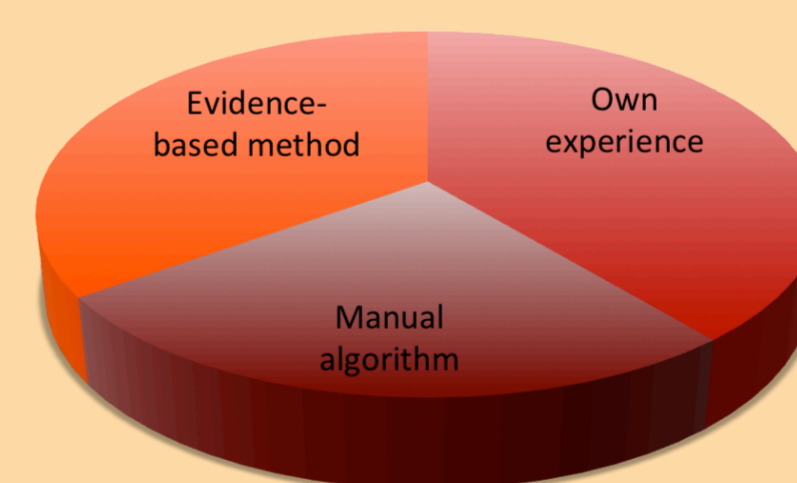 Evidence-
based method
Own
experience
Manual
algorithm